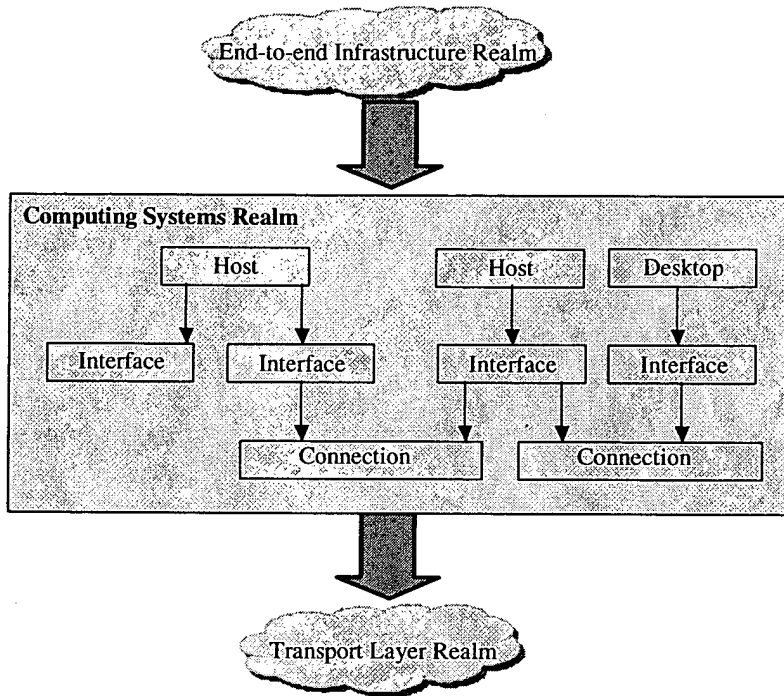 End-to-end Infrastructure Realm
Computing Systems Realm
Host Host Desktop
Interface Interface Interface Interface
Connection Connection
Transport Layer Realm